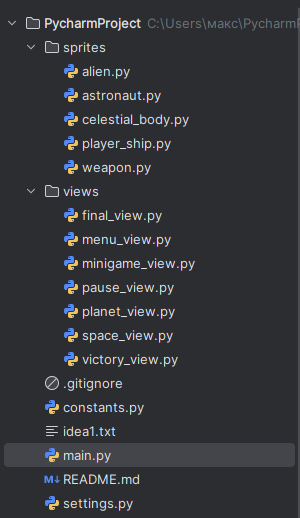 PycharmProject C:\Users\макс\PycharmP
sprites
alien.py
astronaut.py
celestial_body.py
player_ship.py
weapon.py
views
final_view.py
menu_view.py
minigame_view.py
pause_view.py
planet_view.py
space_view.py
victory_view.py
.gitignore
constants.py
idea1.txt
main.py
M↓ README.md
settings.py